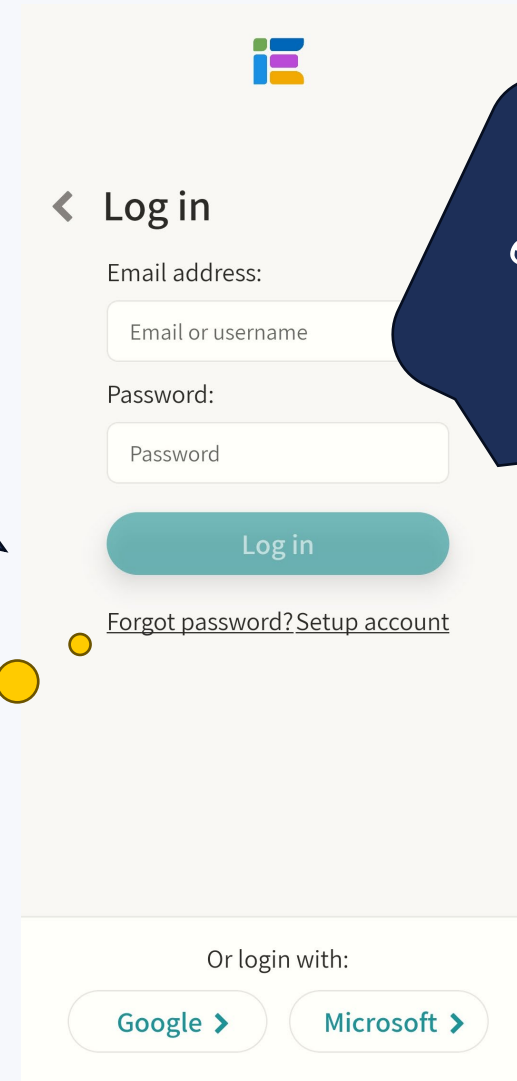 Log in
Email address:
Email or username
Password:
Password
Log in
Forgot password? Setup account
Or login with:
Google
Microsoft